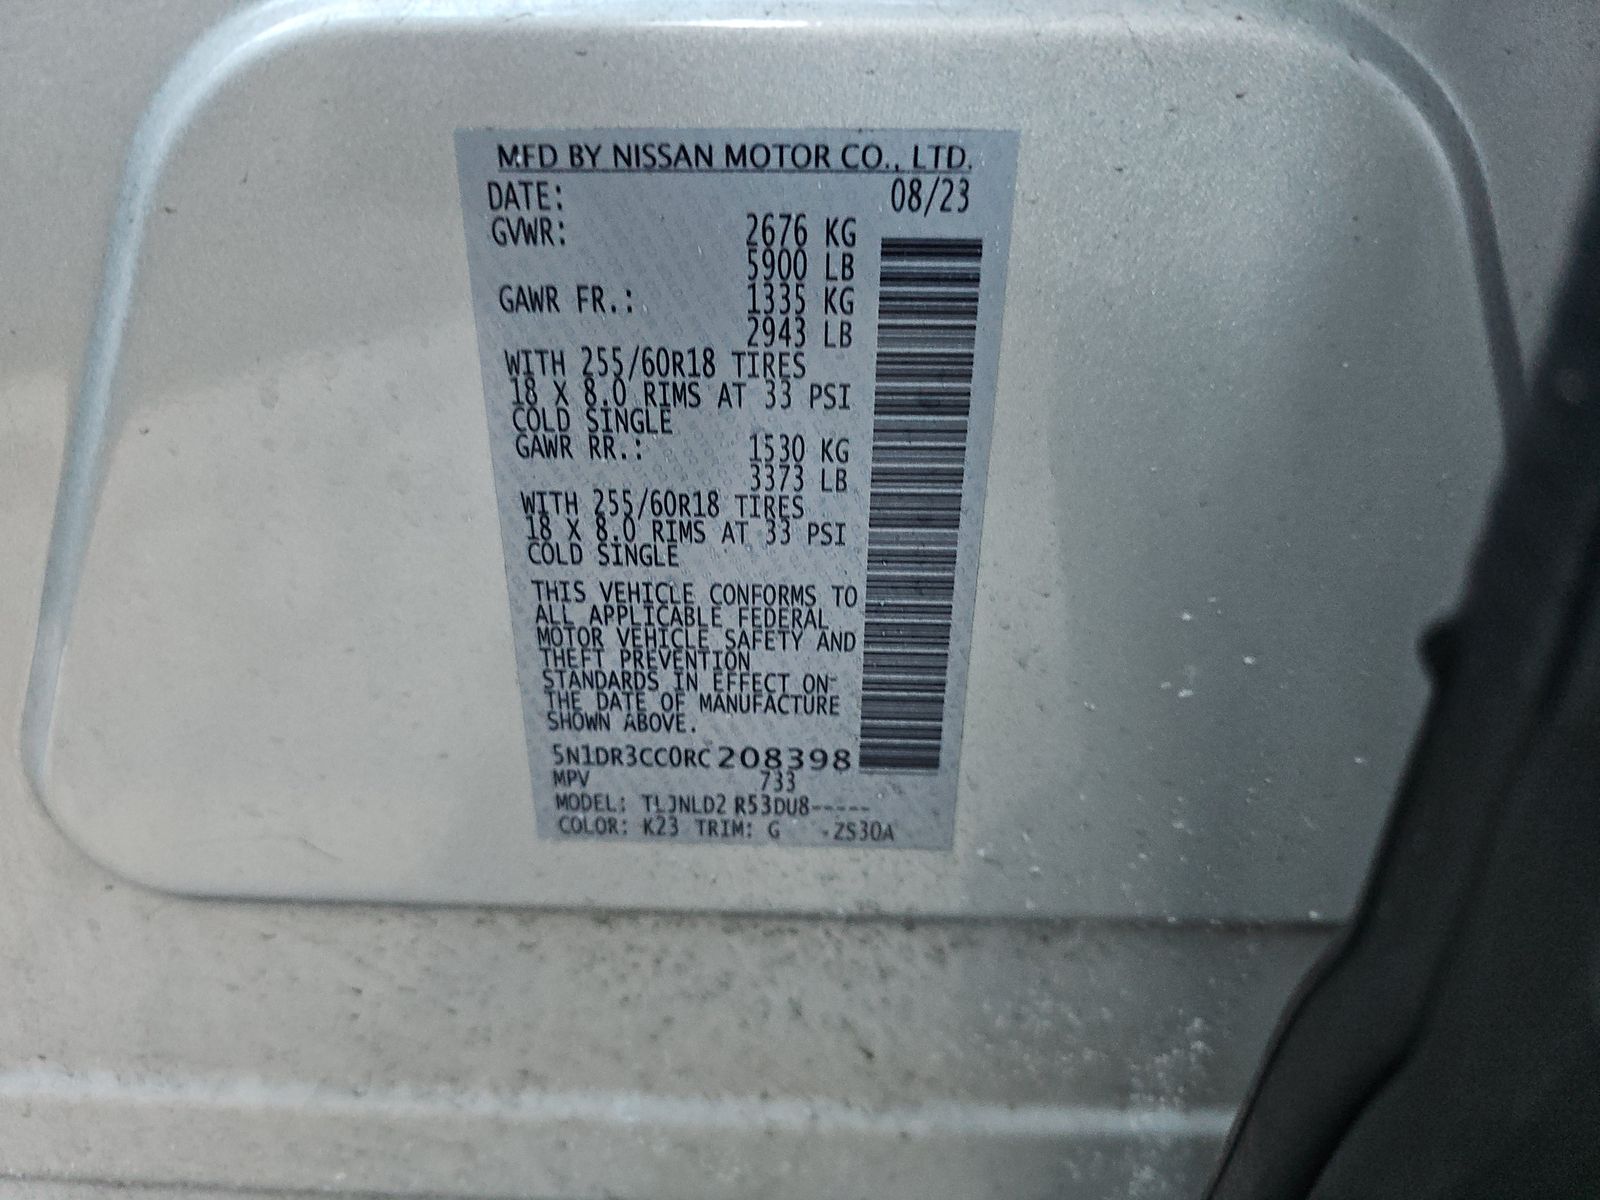 MFD BY NISSAN MOTOR CO., LTD.
DATE: 08/23
GVWR: 2676 KG
5900 LB
GAWR FR.: 1335 KG
2943 LB
WITH 255/60R18 TIRES
18 X 8.0 RIMS AT 33 PSI
COLD SINGLE
GAWR RR.: 1530 KG
3373 LB
WITH 255/60R18 TIRES
18 X 8.0 RIMS AT 33 PSI
COLD SINGLE
THIS VEHICLE CONFORMS TO
ALL APPLICABLE FEDERAL
MOTOR VEHICLE SAFETY AND
THEFT PREVENTION
STANDARDS IN EFFECT ON
THE DATE OF MANUFACTURE
SHOWN ABOVE.
5N1DR3CC0RC208398
MPV 733
MODEL: TLJNLD2 R53DU8-----
COLOR: K23 TRIM: G -ZS30A